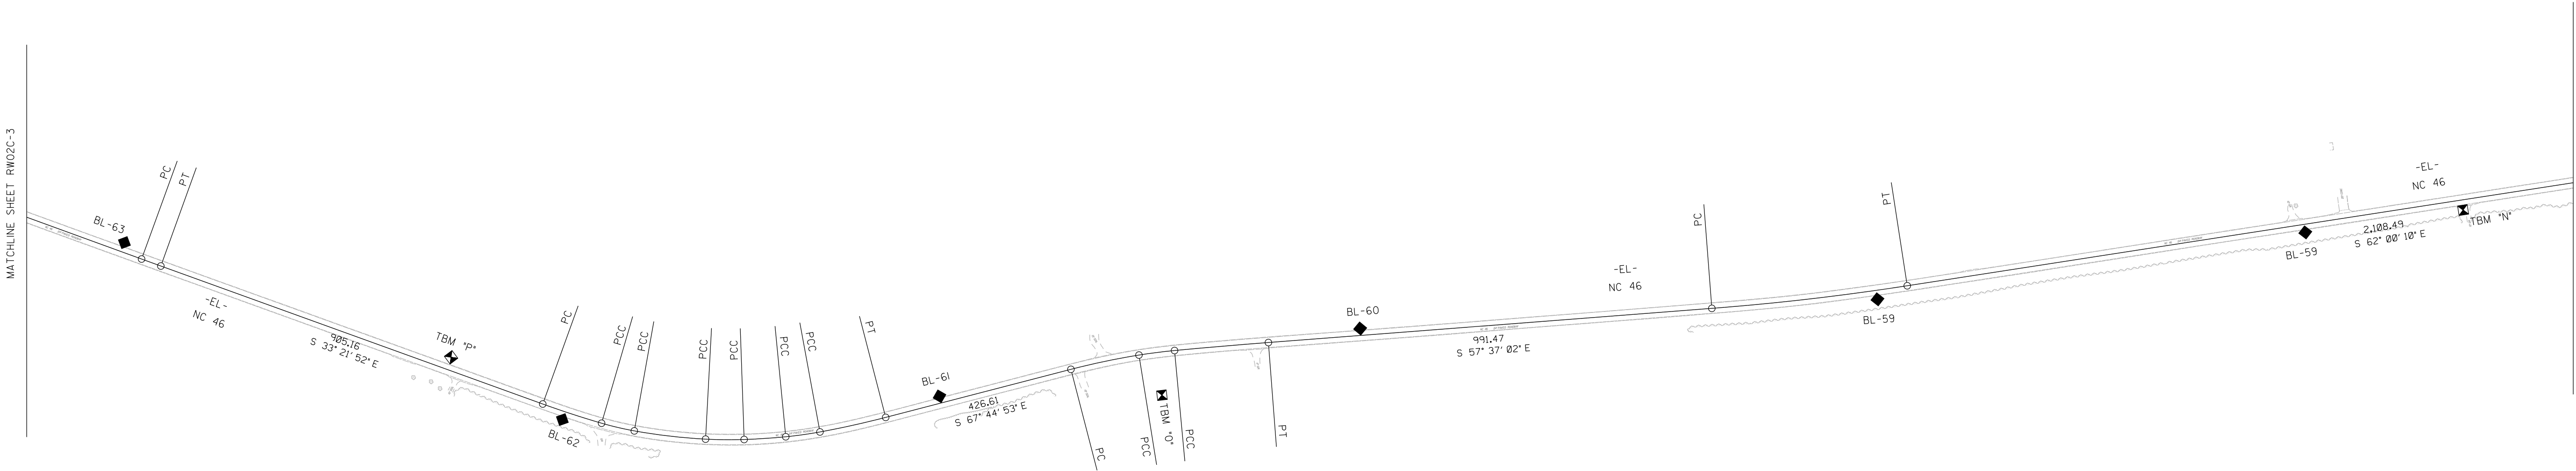 MATCHLINE SHEET RW02C-3
BL-63
PC
PT
-EL-
NC 46
905.16
S 33° 21' 52" E
TBM "P"
PC
BL-62
PCC
PCC
PCC
PCC
PCC
PCC
PT
BL-61
426.61
S 67° 44' 53" E
PC
PCC
TBM "O"
PCC
PT
BL-60
991.47
S 57° 37' 02" E
-EL-
NC 46
PC
BL-59
PT
BL-59
2,108.49
S 62° 00' 10" E
-EL-
NC 46
TBM "N"